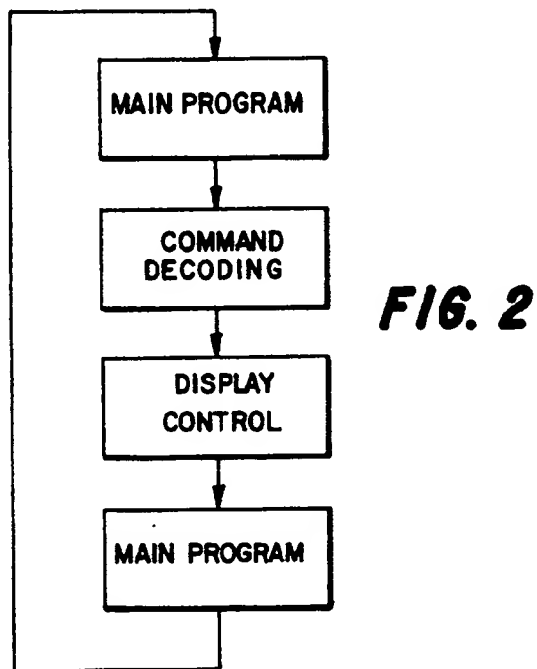 MAIN PROGRAM
COMMAND
DECODING
DISPLAY
CONTROL
MAIN PROGRAM
FIG. 2